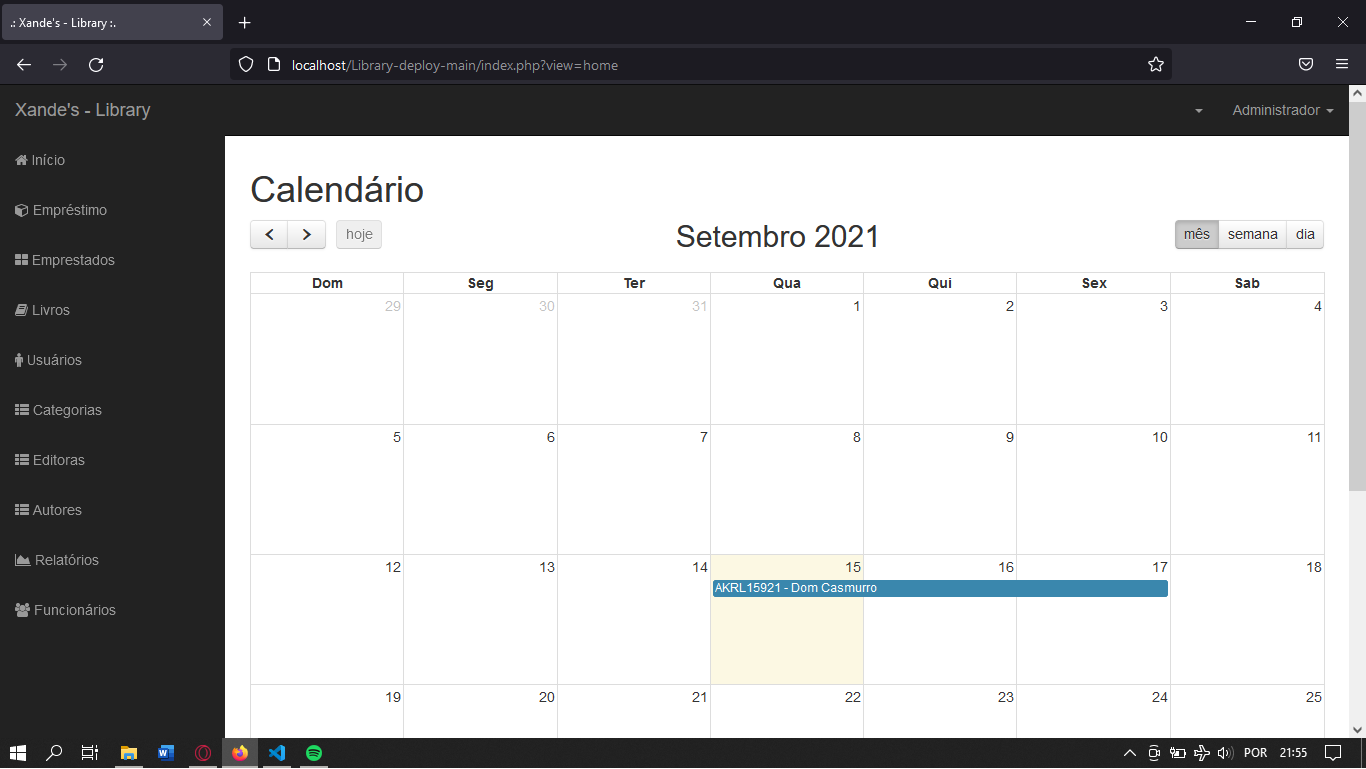 .: Xande's - Library :.
localhost/Library-deploy-main/index.php?view=home
Xande's - Library
Administrador
Início
Empréstimo
Emprestados
Livros
Usuários
Categorias
Editoras
Autores
Relatórios
Funcionários
Calendário
hoje
Setembro 2021
mês semana dia
Dom Seg Ter Qua Qui Sex Sab
29 30 31 1 2 3 4
5 6 7 8 9 10 11
12 13 14 15 16 17 18
AKRL15921 - Dom Casmurro
19 20 21 22 23 24 25
POR 21:55